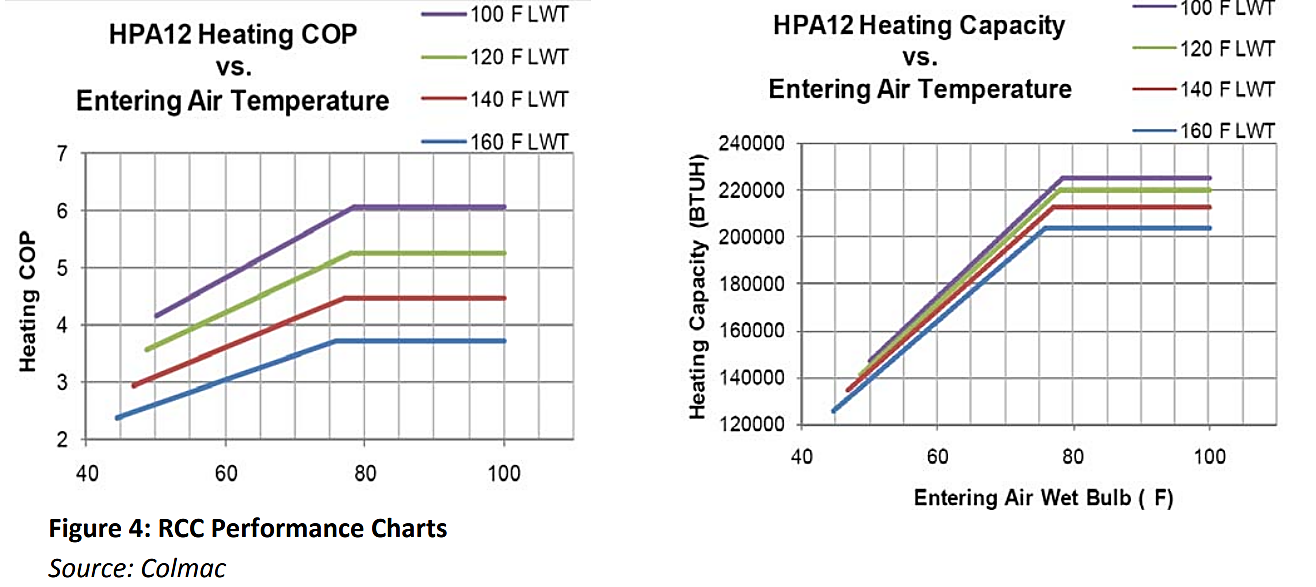 HPA12 Heating COP
vs.
Entering Air Temperature
100 F LWT
120 F LWT
140 F LWT
160 F LWT
7
6
5
4
3
2
Heating COP
40
60
80
100
HPA12 Heating Capacity
vs.
Entering Air Temperature
100 F LWT
120 F LWT
140 F LWT
160 F LWT
240000
220000
200000
180000
160000
140000
120000
Heating Capacity (BTUH)
40
60
80
100
Entering Air Wet Bulb ( F)
Figure 4: RCC Performance Charts
Source: Colmac